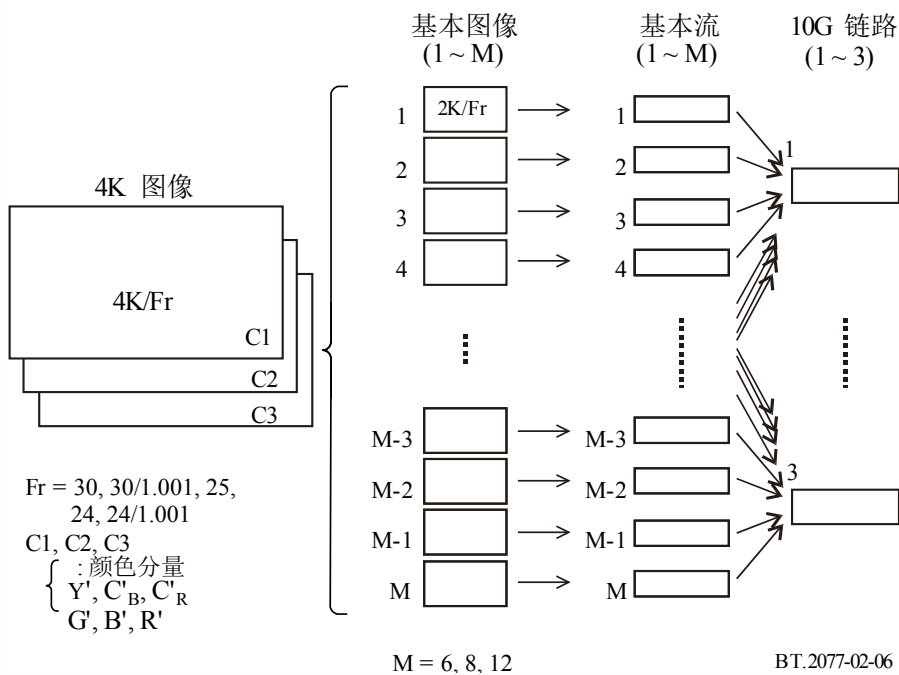 基本图像
(1 ~ M)
基本流
(1 ~ M)
10G 链路
(1 ~ 3)
4K 图像
4K/Fr
C1
C2
C3
1
2K/Fr
2
3
4
M-3
M-2
M-1
M
1
2
3
4
M-3
M-2
M-1
M
1
3
Fr = 30, 30/1.001, 25,
24, 24/1.001
C1, C2, C3
: 颜色分量
Y', C'B, C'R
G', B', R'
M = 6, 8, 12
BT.2077-02-06